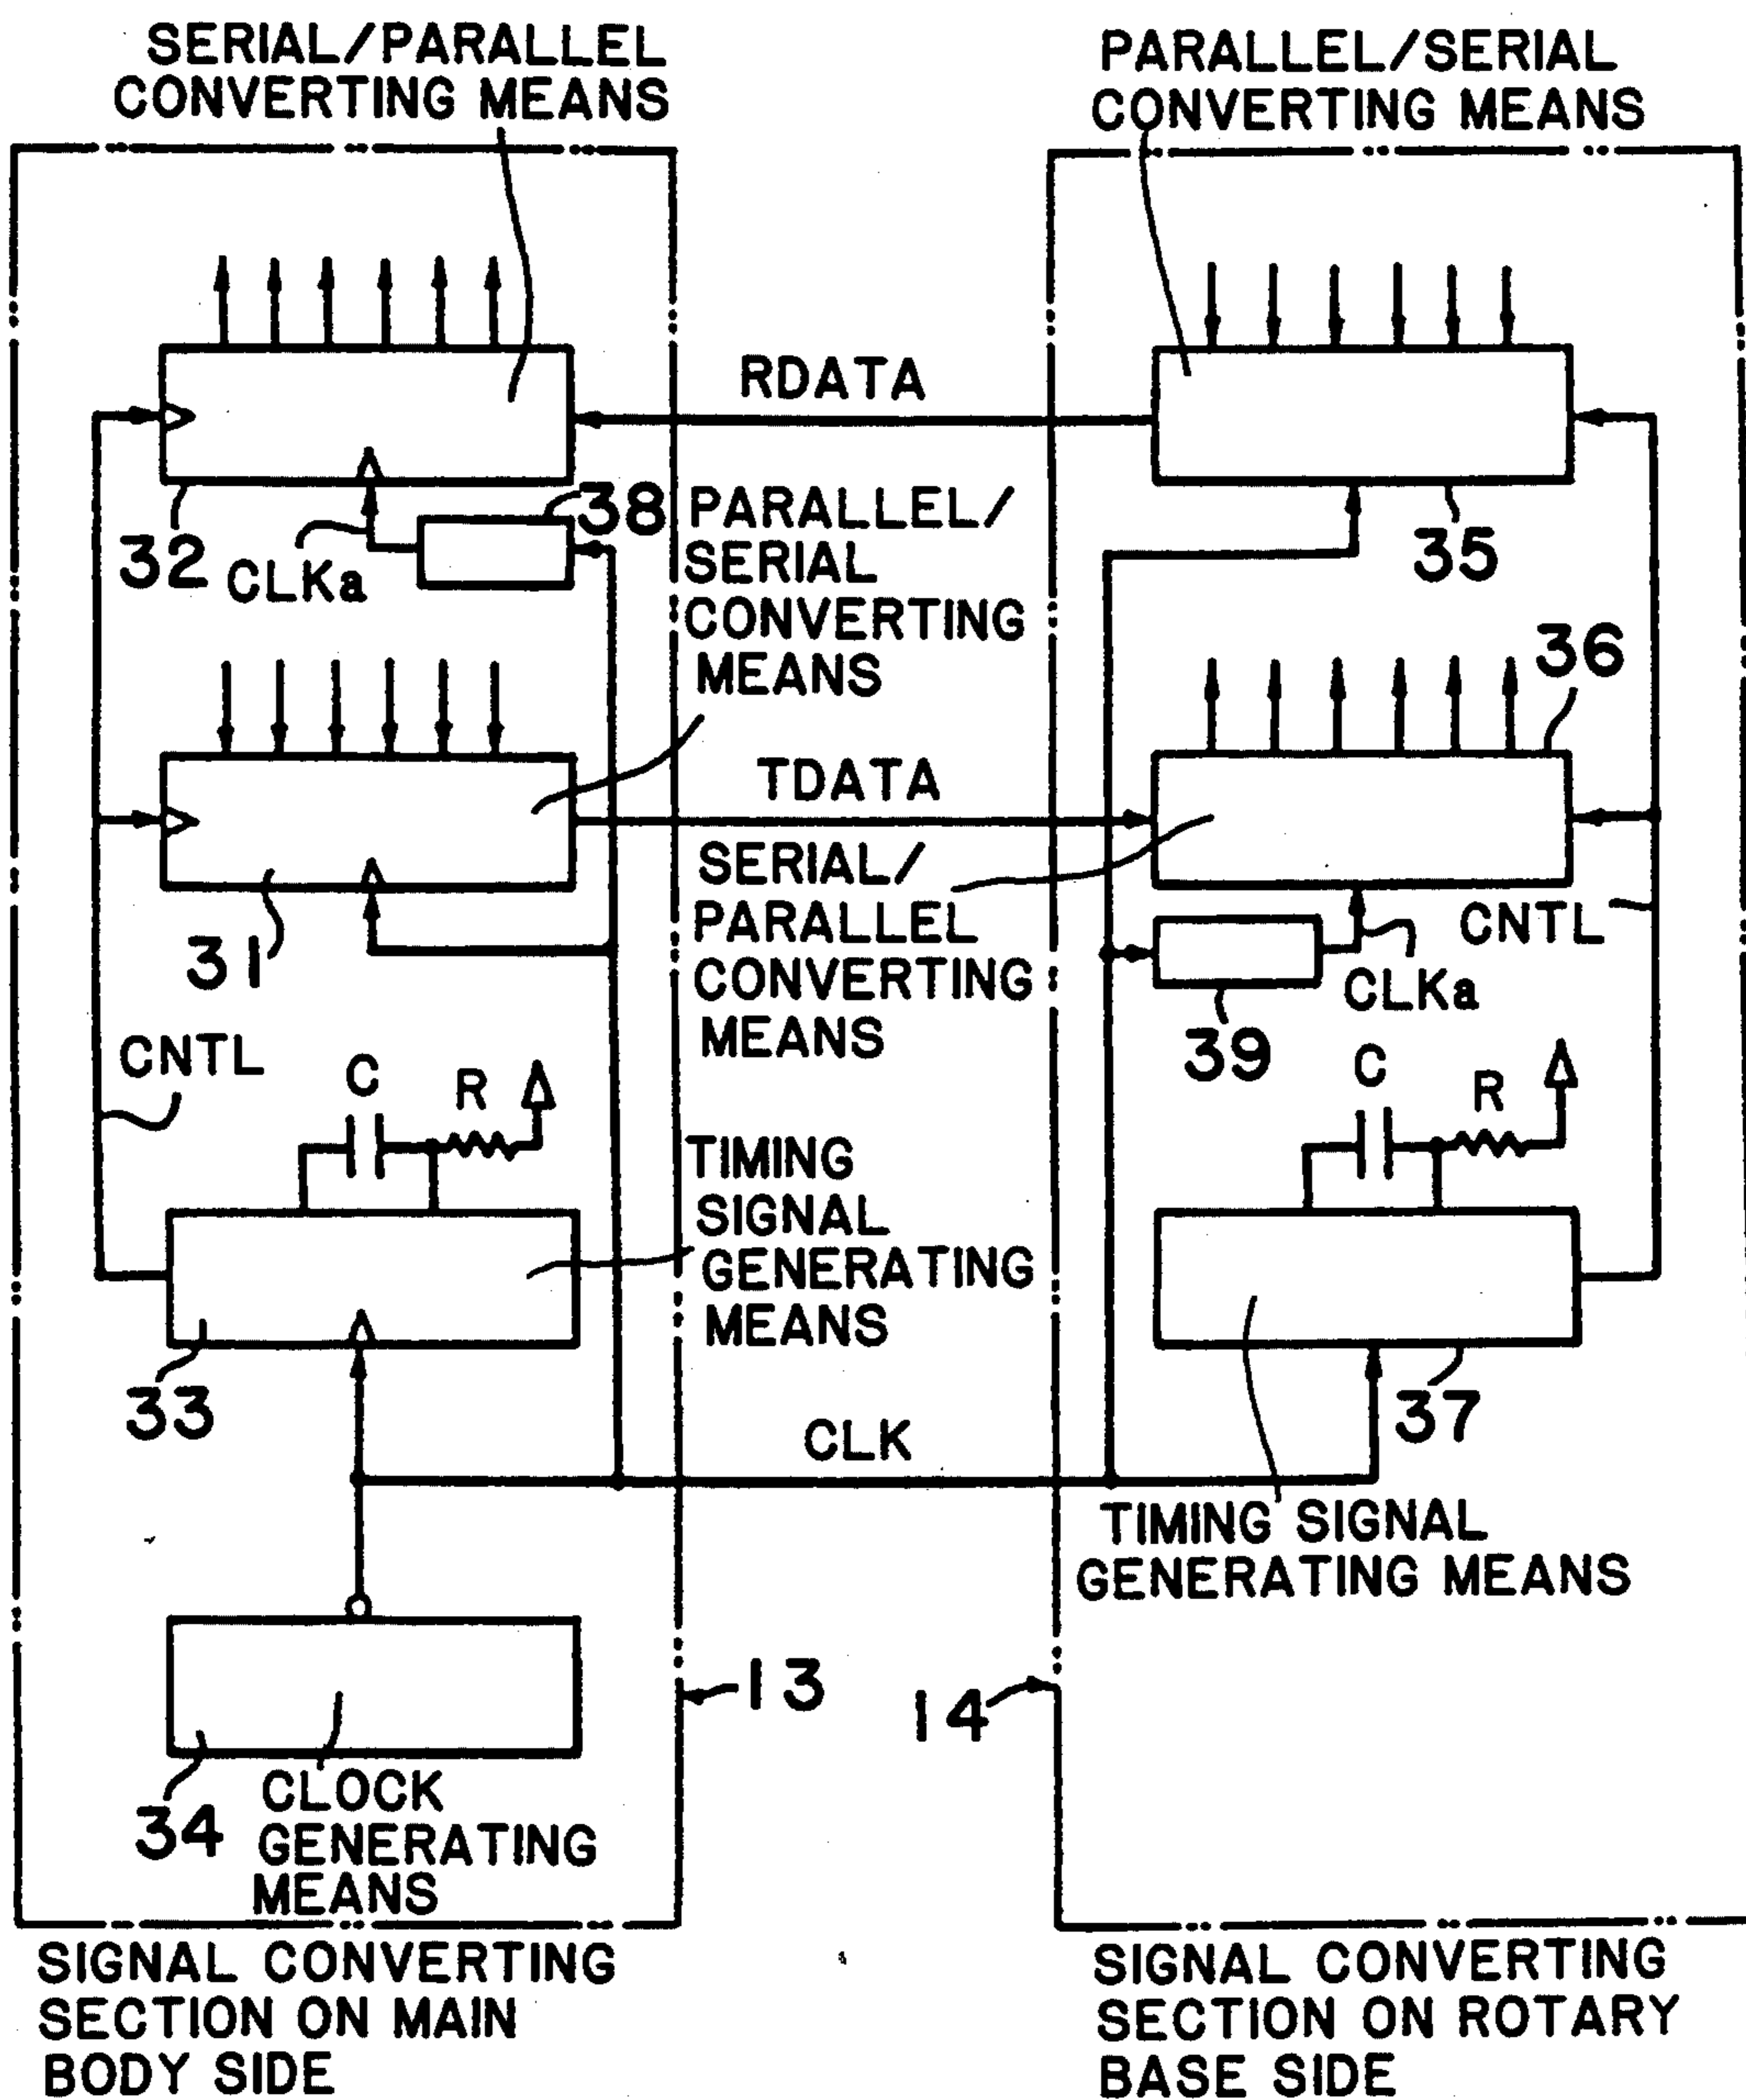 SERIAL/PARALLEL
CONVERTING MEANS
PARALLEL/SERIAL
CONVERTING MEANS
RDATA
32
CLKa
38
PARALLEL/
SERIAL
CONVERTING
MEANS
35
36
TDATA
31
SERIAL/
PARALLEL
CONVERTING
MEANS
CNTL
CLKa
39
CNTL
C
R
C
R
TIMING
SIGNAL
GENERATING
MEANS
33
37
CLK
TIMING SIGNAL
GENERATING MEANS
13
14
34
CLOCK
GENERATING
MEANS
SIGNAL CONVERTING
SECTION ON MAIN
BODY SIDE
SIGNAL CONVERTING
SECTION ON ROTARY
BASE SIDE